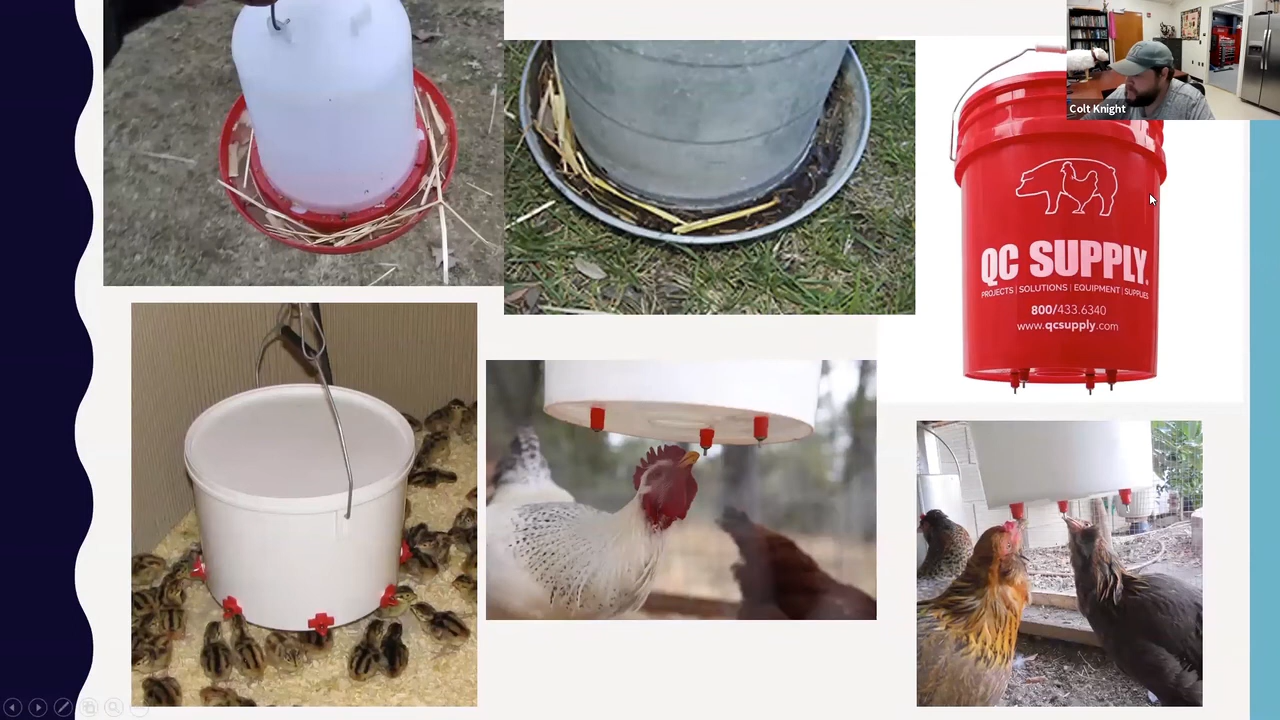 Colt Knight
QC SUPPLY.
PROJECTS | SOLUTIONS | EQUIPMENT | SUPPLIES
800/433.6340
www.qcsupply.com